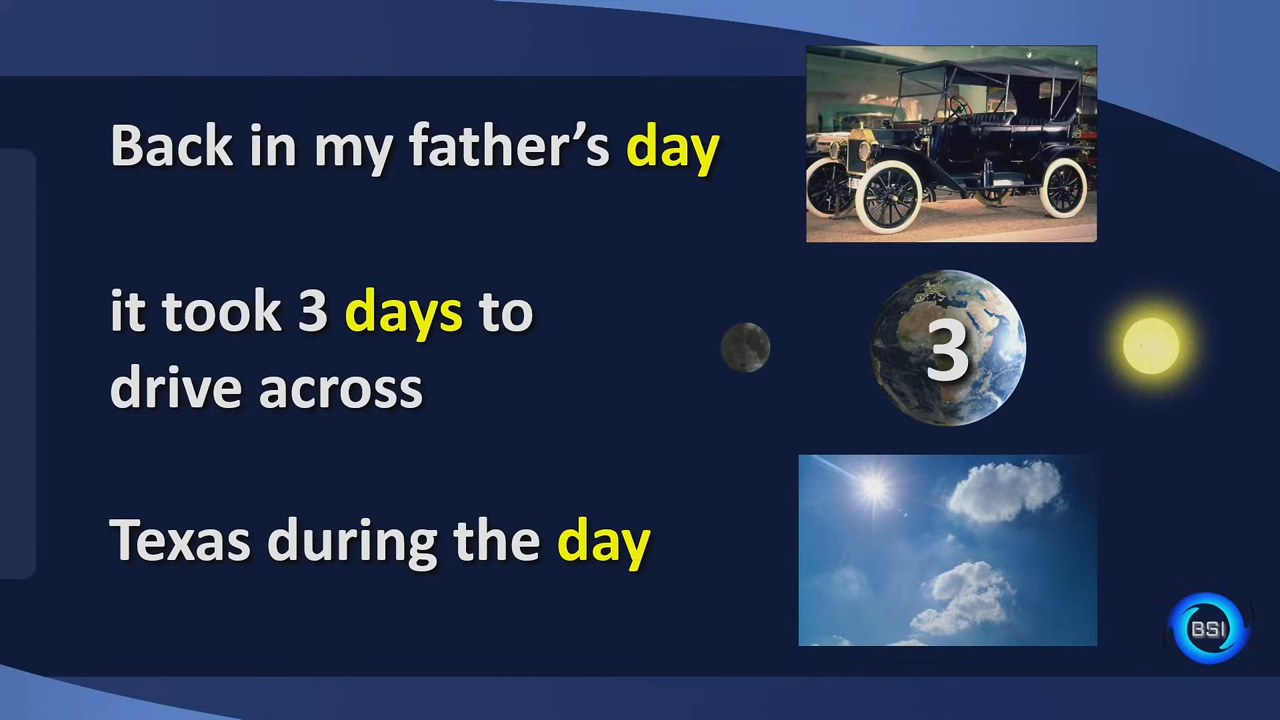 Back in my father’s day
it took 3 days to
drive across
3
Texas during the day
BSI